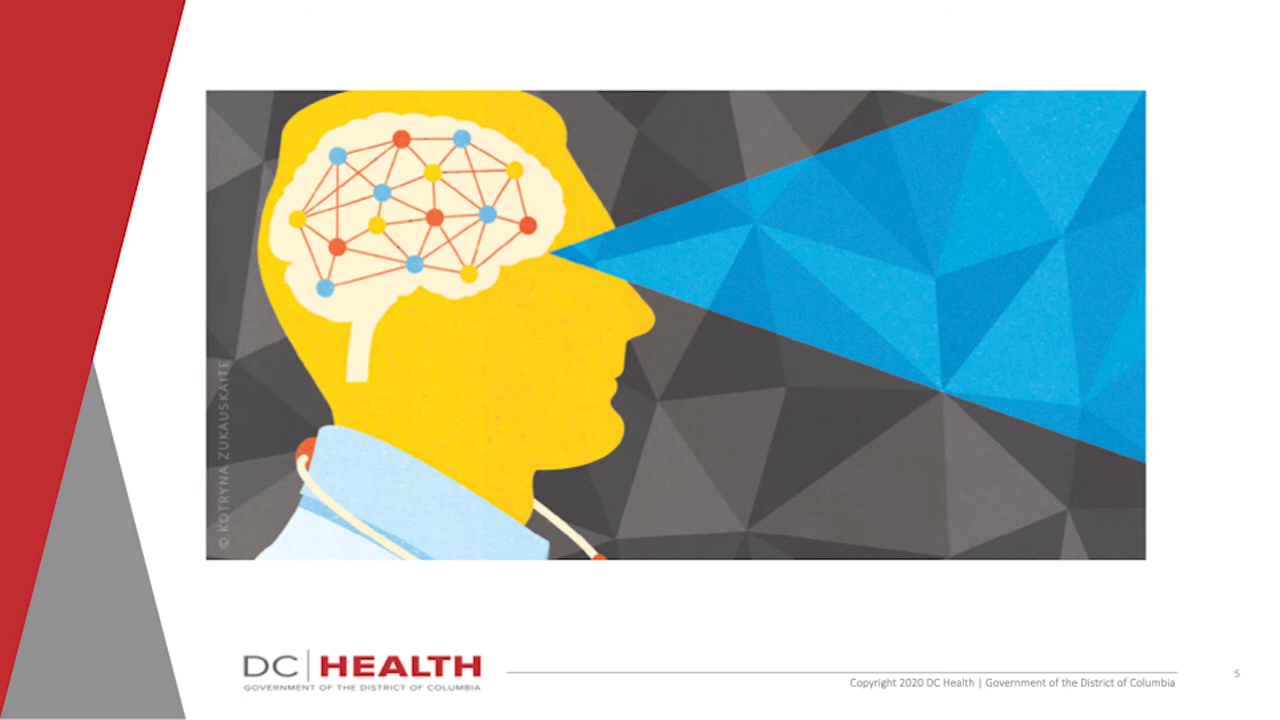 © KOTRYNA ZUKAUSKAITE
DC HEALTH
GOVERNMENT OF THE DISTRICT OF COLUMBIA
Copyright 2020 DC Health | Government of the District of Columbia
5